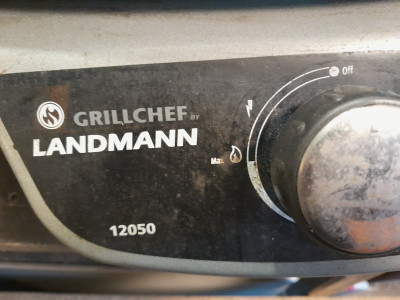 Off
GRILLCHEF BY
LANDMANN
Max.
12050